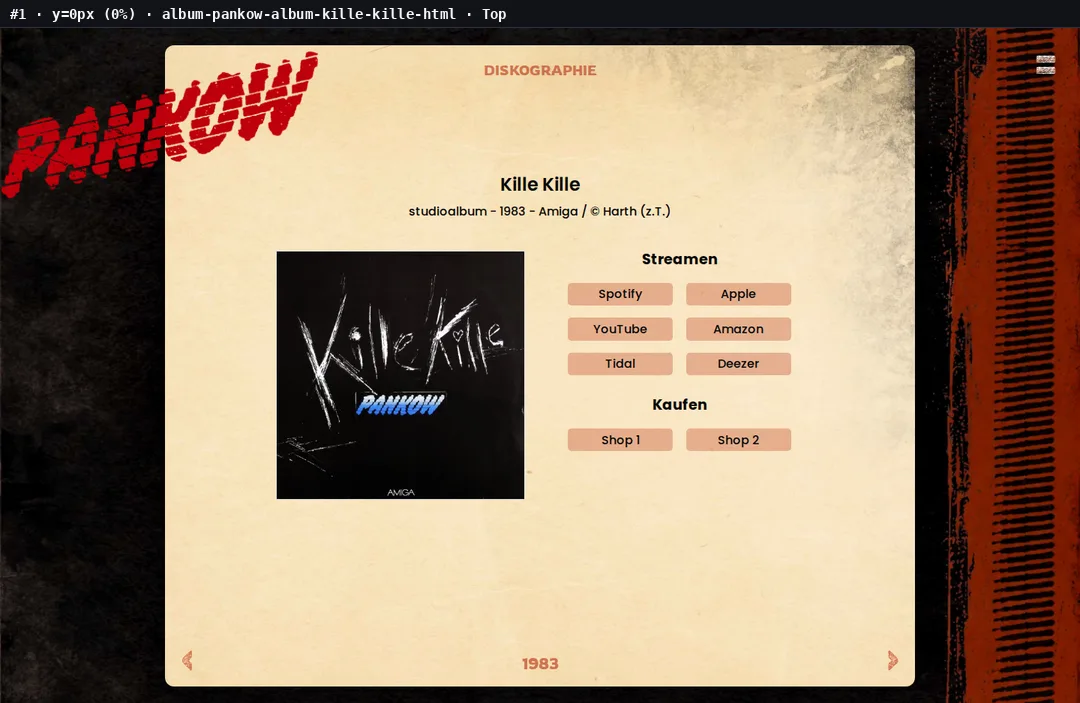 #1 · y=0px (0%) · album-pankow-album-kille-kille-html · Top
PANKOW
DISKOGRAPHIE
Kille Kille
studioalbum - 1983 - Amiga / © Harth (z.T.)
Kille Kille
PANKOW
AMIGA
Streamen
Spotify Apple
YouTube Amazon
Tidal Deezer
Kaufen
Shop 1 Shop 2
1983